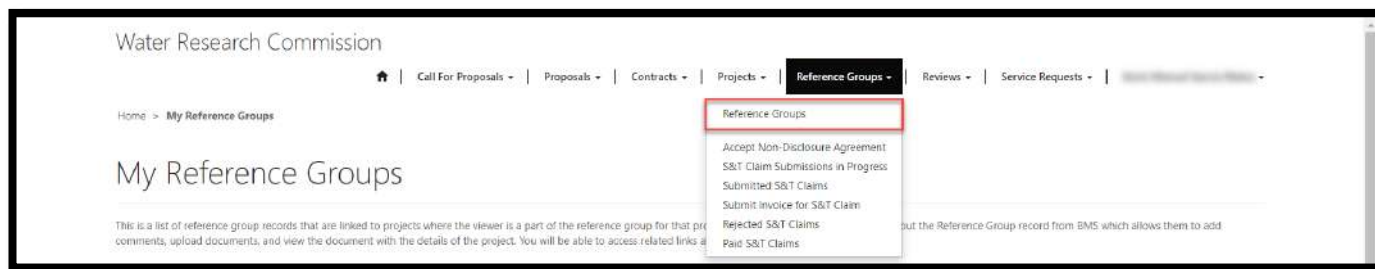 Water Research Commission
Call For Proposals | Proposals | Contracts | Projects | Reference Groups | Reviews | Service Requests |
Home > My Reference Groups
Reference Groups
Accept Non-Disclosure Agreement
S&T Claim Submissions in Progress
Submitted S&T Claims
Submit Invoice for S&T Claim
Rejected S&T Claims
Paid S&T Claims
My Reference Groups
This is a list of reference group records that are linked to projects where the viewer is a part of the reference group for that out the Reference Group record from BMS which allows them to add
comments, upload documents, and view the document with the details of the project. You will be able to access related links